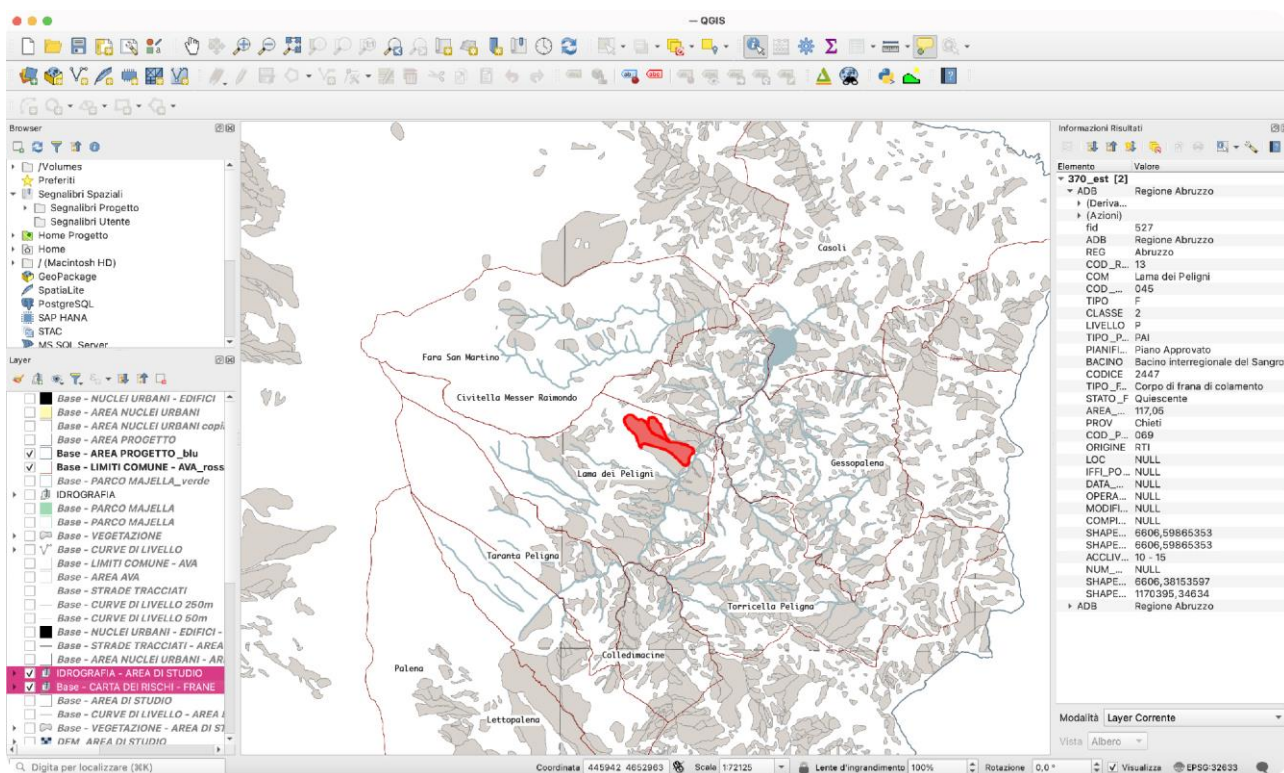 — QGIS
Browser
/Volumes
Preferiti
Segnalibri Spaziali
Segnalibri Progetto
Segnalibri Utente
Home Progetto
Home
/ (Macintosh HD)
GeoPackage
SpatiaLite
PostgreSQL
SAP HANA
STAC
MS SQL Server
Layer
Base - NUCLEI URBANI - EDIFICI
Base - AREA NUCLEI URBANI
Base - AREA NUCLEI URBANI copi
Base - AREA PROGETTO
Base - AREA PROGETTO_blu
Base - LIMITI COMUNE - AVA_ross
Base - PARCO MAJELLA_verde
IDROGRAFIA
Base - PARCO MAJELLA
Base - PARCO MAJELLA
Base - VEGETAZIONE
Base - CURVE DI LIVELLO
Base - LIMITI COMUNE - AVA
Base - AREA AVA
Base - STRADE TRACCIATI
Base - CURVE DI LIVELLO 250m
Base - CURVE DI LIVELLO 50m
Base - NUCLEI URBANI - EDIFICI -
Base - STRADE TRACCIATI - AREA
Base - AREA NUCLEI URBANI - AR
IDROGRAFIA - AREA DI STUDIO
Base - CARTA DEI RISCHI - FRANE
Base - AREA DI STUDIO
Base - CURVE DI LIVELLO - AREA
Base - VEGETAZIONE - AREA DI ST
DEM AREA DI STUDIO
Casoli
Fara San Martino
Civitella Messer Raimondo
Gessopalena
Lama dei Peligni
Taranta Peligna
Torricella Peligna
Colledimacine
Palena
Lettopalena
Informazioni Risultati
Elemento Valore
370_est [2]
ADB Regione Abruzzo
(Deriva...
(Azioni)
fid 527
ADB Regione Abruzzo
REG Abruzzo
COD_R... 13
COM Lama dei Peligni
COD_... 045
TIPO F
CLASSE 2
LIVELLO P
TIPO_P... PAI
PIANIFI... Piano Approvato
BACINO Bacino interregionale del Sangro
CODICE 2447
TIPO_F... Corpo di frana di colamento
STATO_F Quiescente
AREA_... 117,06
PROV Chieti
COD_P... 069
ORIGINE RTI
LOC NULL
IFFI_PO... NULL
DATA_... NULL
OPERA... NULL
MODIFI... NULL
COMPI... NULL
SHAPE... 6606,59865353
SHAPE... 6606,59865353
ACCLIV... 10 - 15
NUM_... NULL
SHAPE... 6606,38153597
SHAPE... 1170395,34634
ADB Regione Abruzzo
Modalità Layer Corrente
Vista Albero
Digita per localizzare (⌘K)
Coordinata 445942 4652963 Scala 1:72125 Lente d'ingrandimento 100% Rotazione 0,0 ° Visualizza EPSG:32633